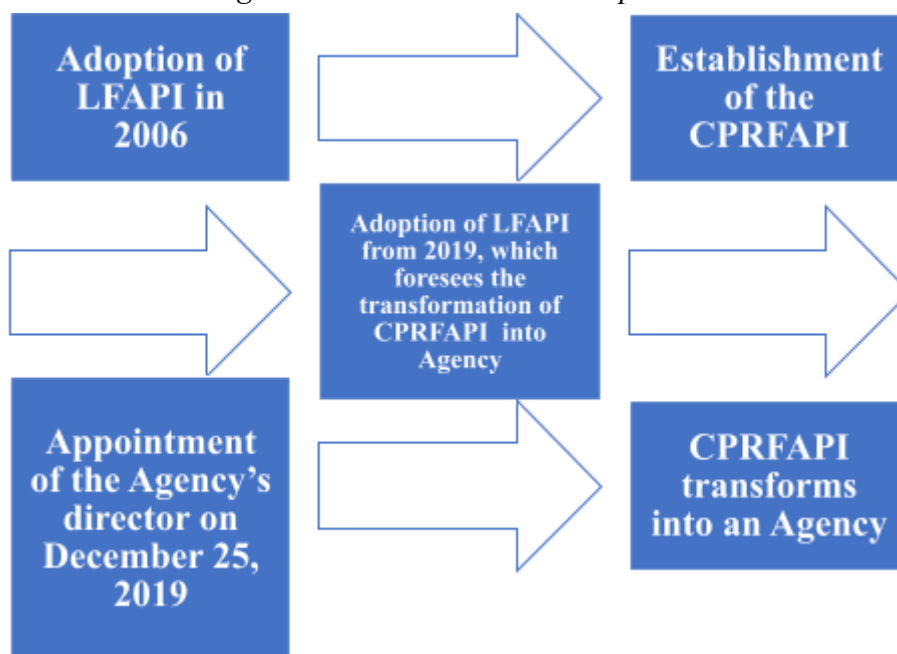 Adoption of
LFAPI in
2006
Establishment
of the
CPRFAPI
Adoption of LFAPI
from 2019, which
foresees the
transformation of
CPRFAPI into
Agency
Appointment
of the Agency's
director on
December 25,
2019
CPRFAPI
transforms
into an Agency